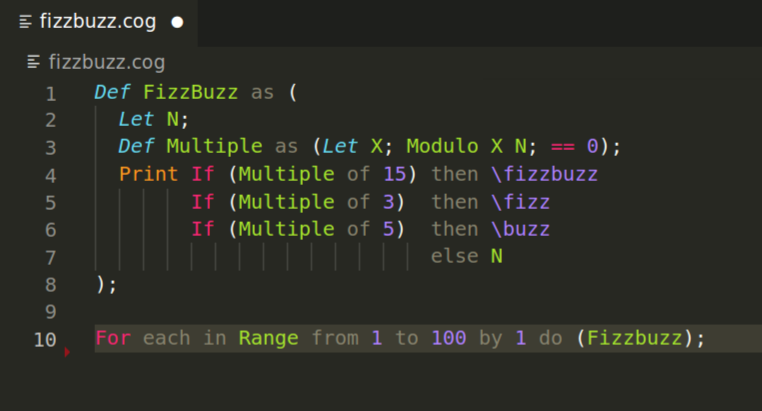 fizzbuzz.cog
fizzbuzz.cog
1 Def FizzBuzz as (
2 Let N;
3 Def Multiple as (Let X; Modulo X N; == 0);
4 Print If (Multiple of 15) then \fizzbuzz
5 If (Multiple of 3) then \fizz
6 If (Multiple of 5) then \buzz
7 else N
8 );
9
10 For each in Range from 1 to 100 by 1 do (Fizzbuzz);